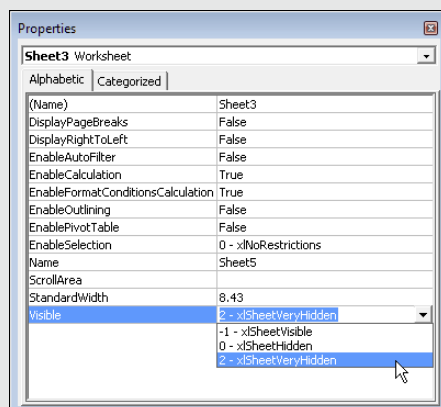 Properties
Sheet3 Worksheet
Alphabetic Categorized
(Name) Sheet3
DisplayPageBreaks False
DisplayRightToLeft False
EnableAutoFilter False
EnableCalculation True
EnableFormatConditionsCalculation True
EnableOutlining False
EnablePivotTable False
EnableSelection 0 - xlNoRestrictions
Name Sheet5
ScrollArea
StandardWidth 8.43
Visible 2 - xlSheetVeryHidden
-1 - xlSheetVisible
0 - xlSheetHidden
2 - xlSheetVeryHidden